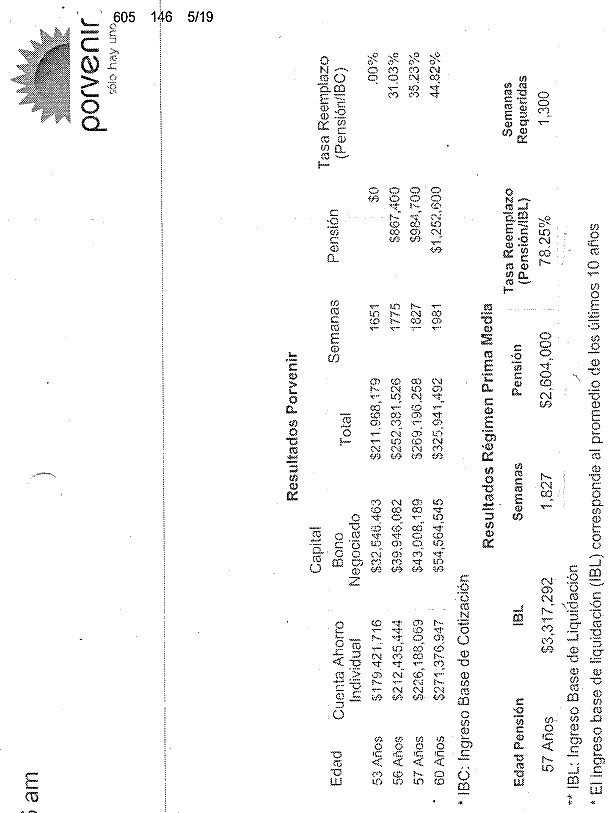 605 146 5/19
porvenir
sólo hay uno
am
Resultados Porvenir
Capital
Edad Cuenta Ahorro Individual Bono Negociado Total Semanas Pensión Tasa Reemplazo (Pensión/IBC)
53 Años $179.421,716 $32,546,463 $211,968,179 1651 $0 .00%
56 Años $212,435,444 $39,946,082 $252,381,526 1775 $867,400 31.03%
57 Años $226,188,069 $43,008,189 $269,196,258 1827 $984,700 35.23%
60 Años $271,376,947 $54,564,545 $325,941,492 1981 $1,252,600 44.82%
* IBC: Ingreso Base de Cotización
Resultados Régimen Prima Media
Edad Pensión IBL Semanas Pensión Tasa Reemplazo (Pensión/IBL) Semanas Requeridas
57 Años $3,317,292 1,827 $2,604,000 78.25% 1,300
** IBL: Ingreso Base de Liquidación
* El Ingreso base de liquidación (IBL) corresponde al promedio de los últimos 10 años